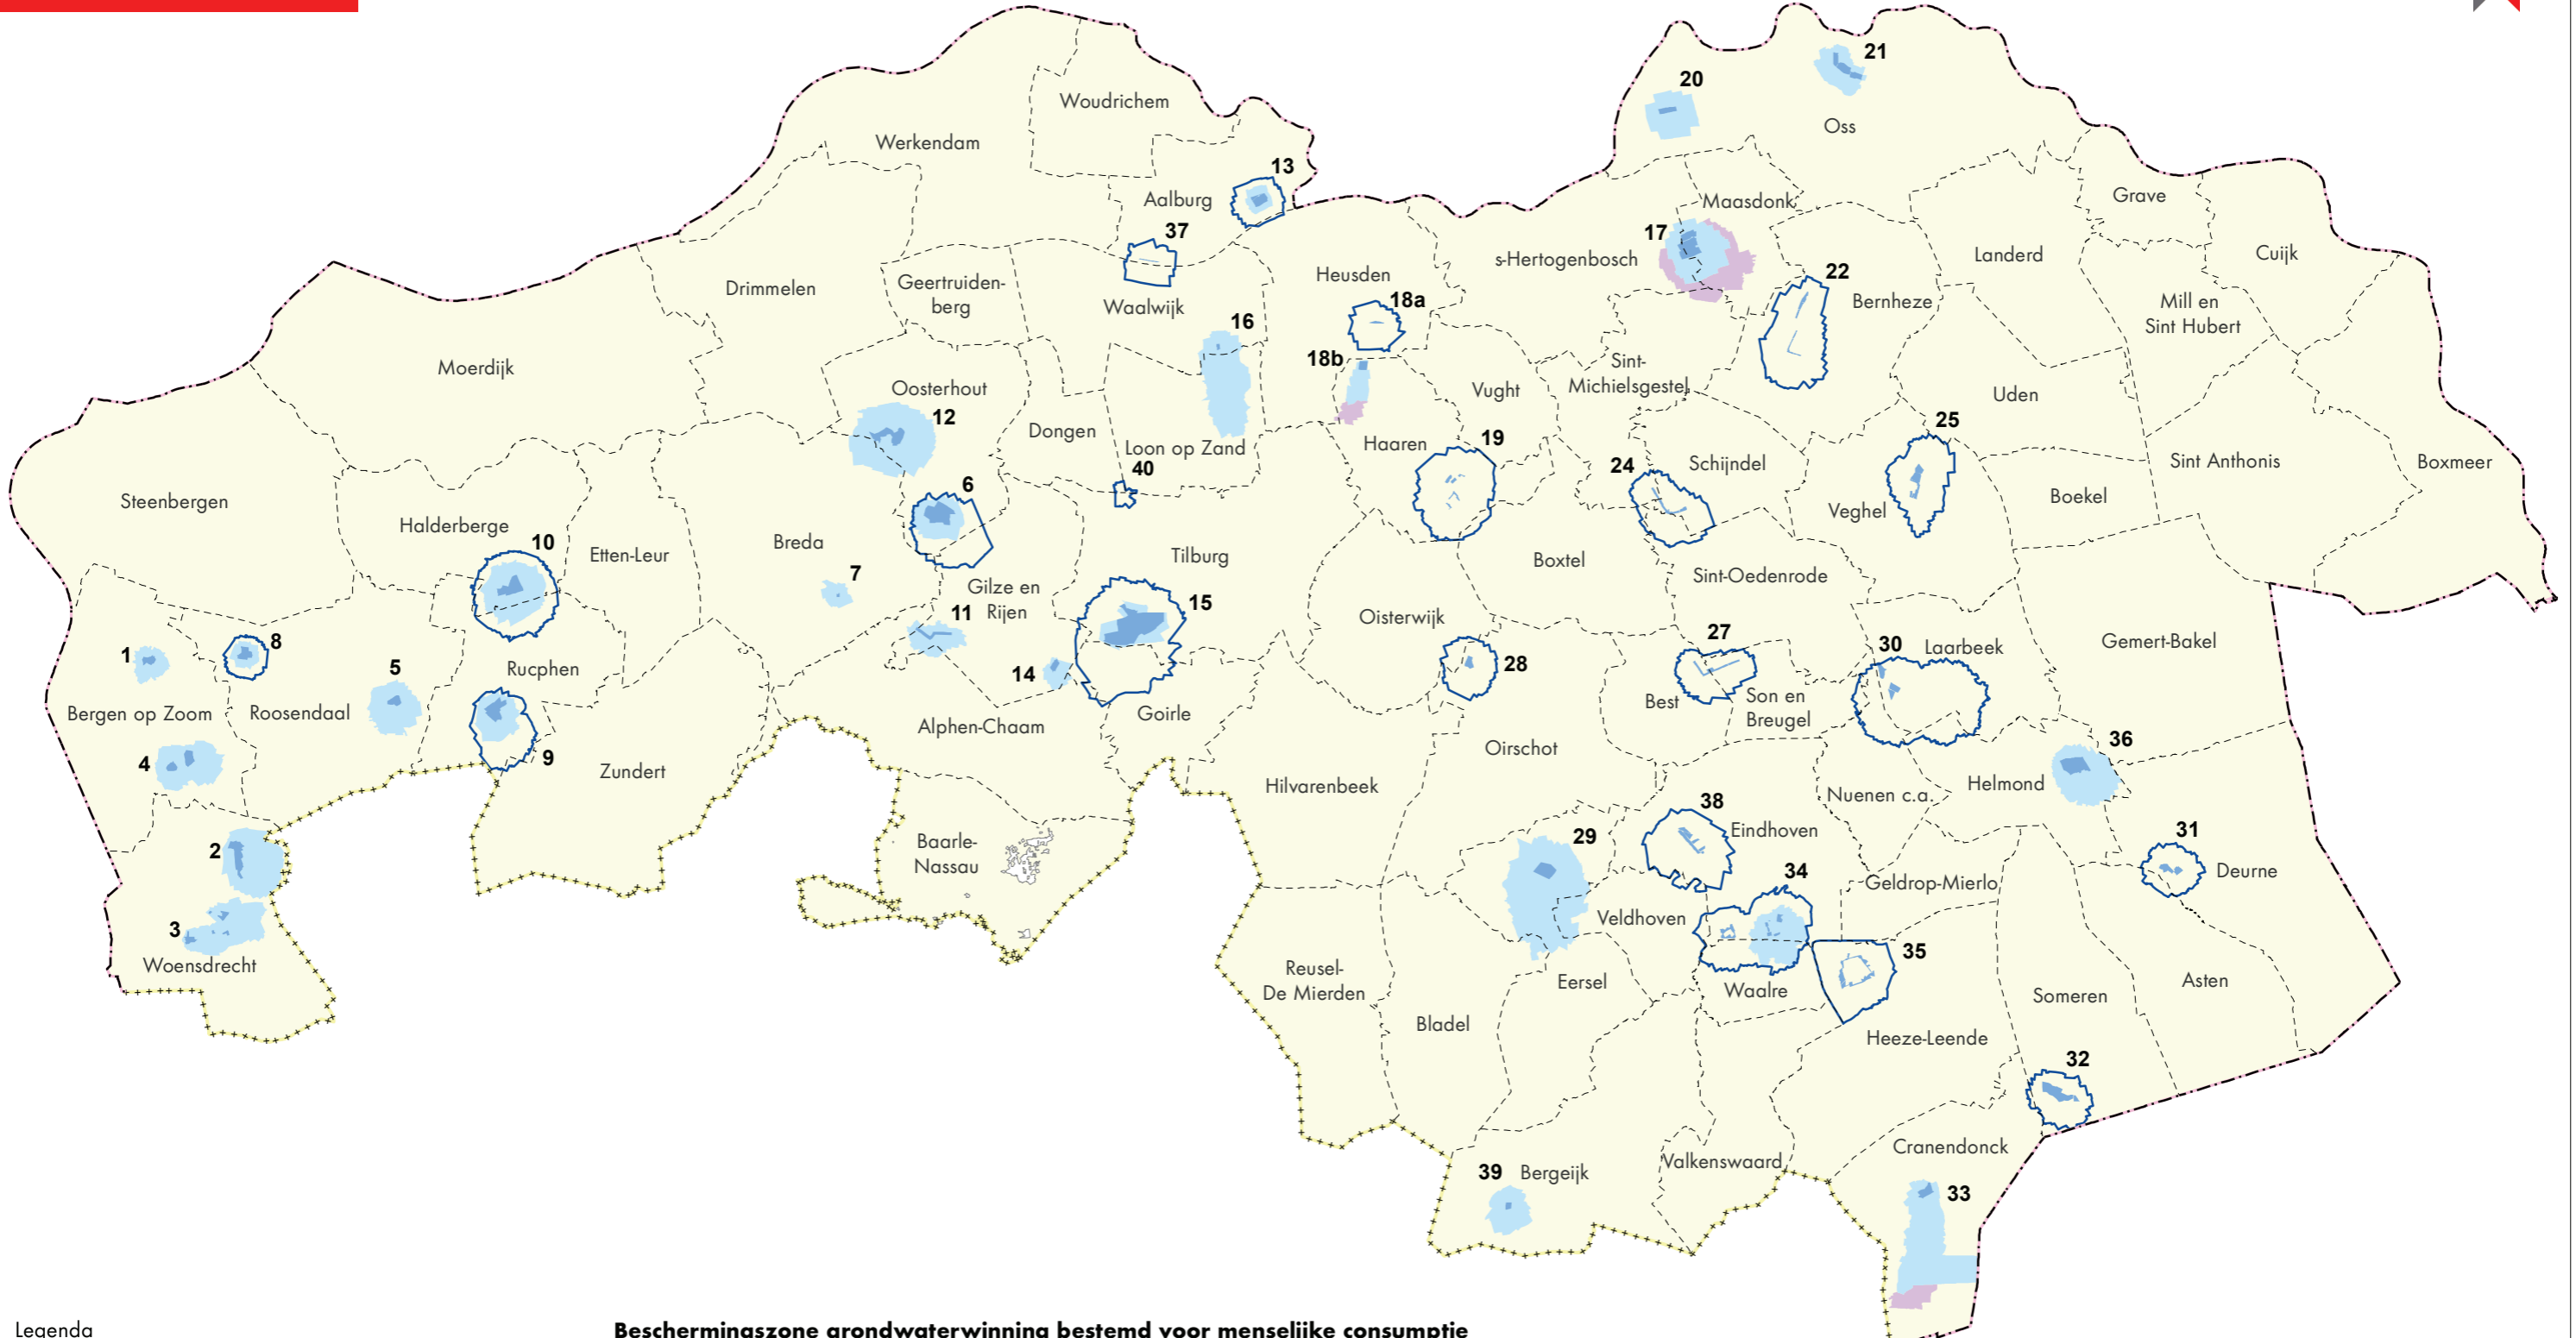 21
20
Woudrichem
Oss
Werkendam
13
Aalburg
Maasdonk
Grave
37
17
s-Hertogenbosch
Landerd
Cuijk
Heusden
22
Drimmelen
Geertruiden-
berg
18a
Bernheze
Mill en
Sint Hubert
Waalwijk
16
18b
Sint-
Michielsgestel
Moerdijk
Oosterhout
Vught
Uden
12
25
Dongen
Loon op Zand
Haaren
19
24
Schijndel
Sint Anthonis
Boxmeer
40
6
Steenbergen
Boekel
Halderberge
Veghel
10
Breda
Etten-Leur
Tilburg
Boxtel
7
Gilze en
Rijen
Sint-Oedenrode
11
15
Oisterwijk
27
1
8
30
Laarbeek
Gemert-Bakel
5
Rucphen
14
28
Bergen op Zoom
Roosendaal
Goirle
Best
Son en
Breugel
Alphen-Chaam
Oirschot
36
4
9
Zundert
Hilvarenbeek
Nuenen c.a.
Helmond
38
Eindhoven
29
31
2
Baarle-
Nassau
34
Geldrop-Mierlo
Deurne
Veldhoven
3
35
Woensdrecht
Reusel-
De Mierden
Eersel
Waalre
Someren
Asten
Bladel
Heeze-Leende
32
Cranendonck
39
Bergeijk
Valkenswaard
33
Legenda
Beschermingszone grondwaterwinning bestemd voor menselijke consumptie